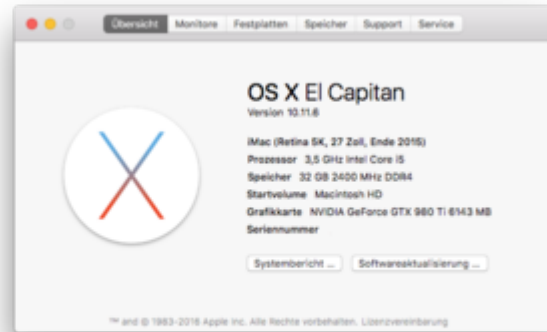 Übersicht Monitore Festplatten Speicher Support Service
OS X El Capitan
Version 10.11.6
iMac (Retina 5K, 27 Zoll, Ende 2015)
Prozessor 3,5 GHz Intel Core i5
Speicher 32 GB 2400 MHz DDR4
Startvolume Macintosh HD
Grafikkarte NVIDIA GeForce GTX 980 Ti 6143 MB
Seriennummer
Systembericht ... Softwareaktualisierung ...
™ and © 1983-2016 Apple Inc. Alle Rechte vorbehalten. Lizenzvereinbarung